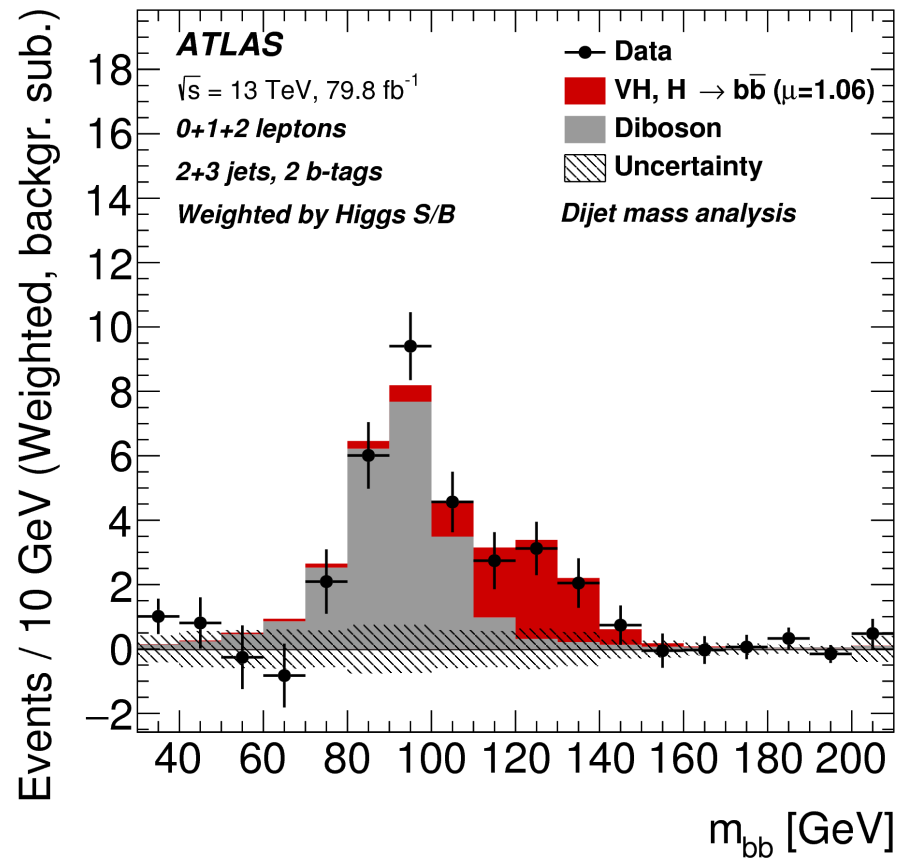 ATLAS
√s = 13 TeV, 79.8 fb⁻¹
0+1+2 leptons
2+3 jets, 2 b-tags
Weighted by Higgs S/B
Data
VH, H → bb̅ (μ=1.06)
Diboson
Uncertainty
Dijet mass analysis
Events / 10 GeV (Weighted, backgr. sub.)
18
16
14
12
10
8
6
4
2
0
−2
40 60 80 100 120 140 160 180 200
m_bb [GeV]